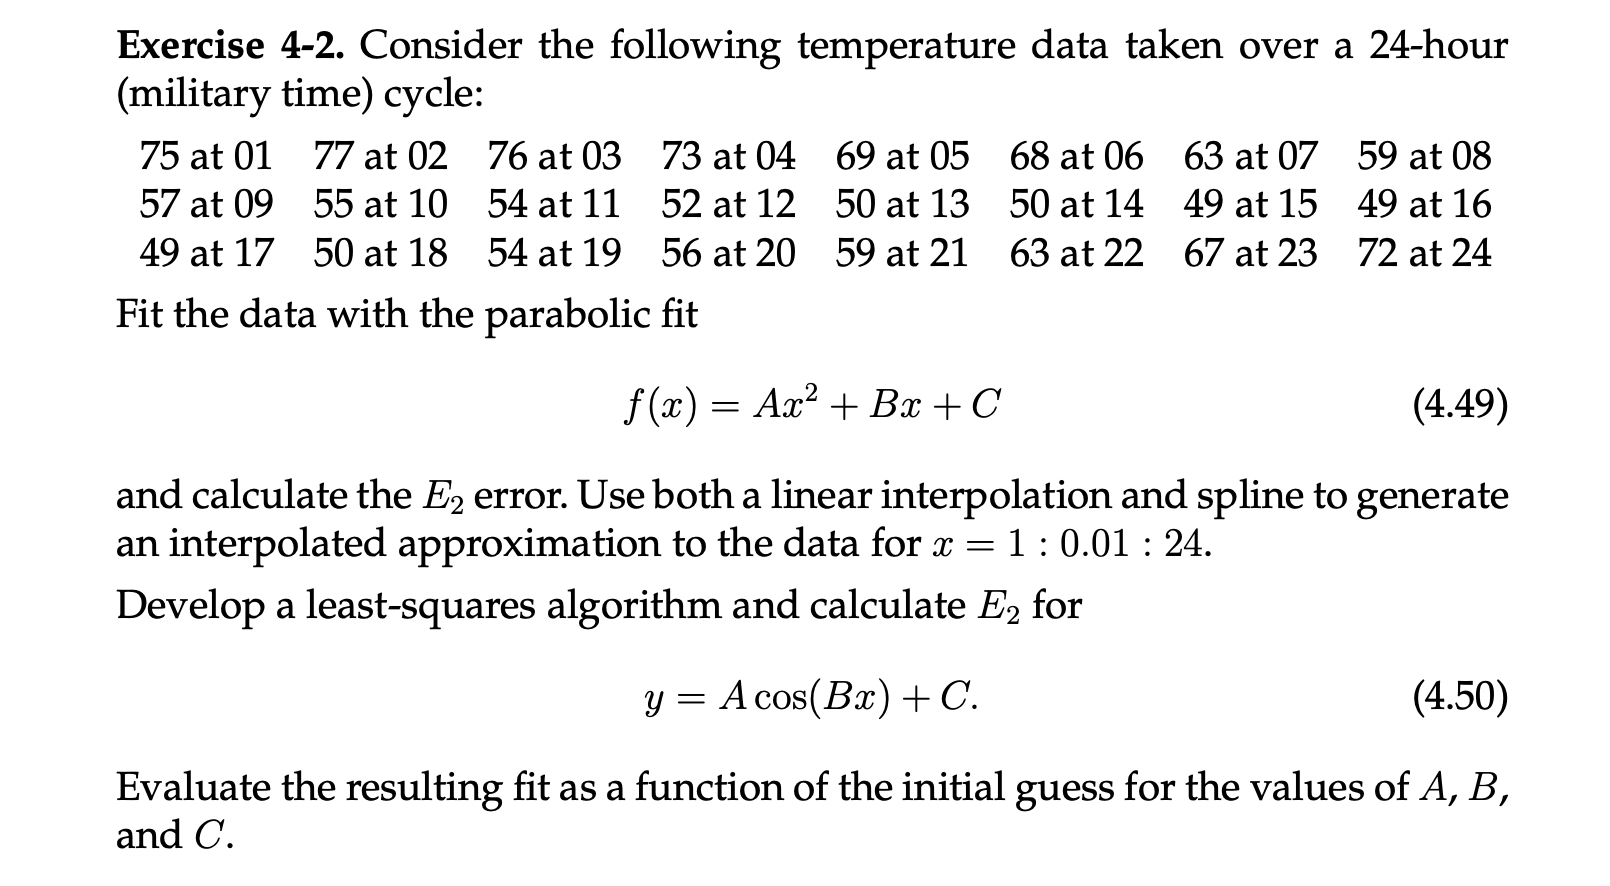 Exercise 4-2. Consider the following temperature data taken over a 24-hour
(military time) cycle:
75 at 01 77 at 02 76 at 03 73 at 04 69 at 05 68 at 06 63 at 07 59 at 08
57 at 09 55 at 10 54 at 11 52 at 12 50 at 13 50 at 14 49 at 15 49 at 16
49 at 17 50 at 18 54 at 19 56 at 20 59 at 21 63 at 22 67 at 23 72 at 24
Fit the data with the parabolic fit
f(x) = Ax² + Bx + C (4.49)
and calculate the E₂ error. Use both a linear interpolation and spline to generate
an interpolated approximation to the data for x = 1 : 0.01 : 24.
Develop a least-squares algorithm and calculate E₂ for
y = A cos(Bx) + C. (4.50)
Evaluate the resulting fit as a function of the initial guess for the values of A, B,
and C.